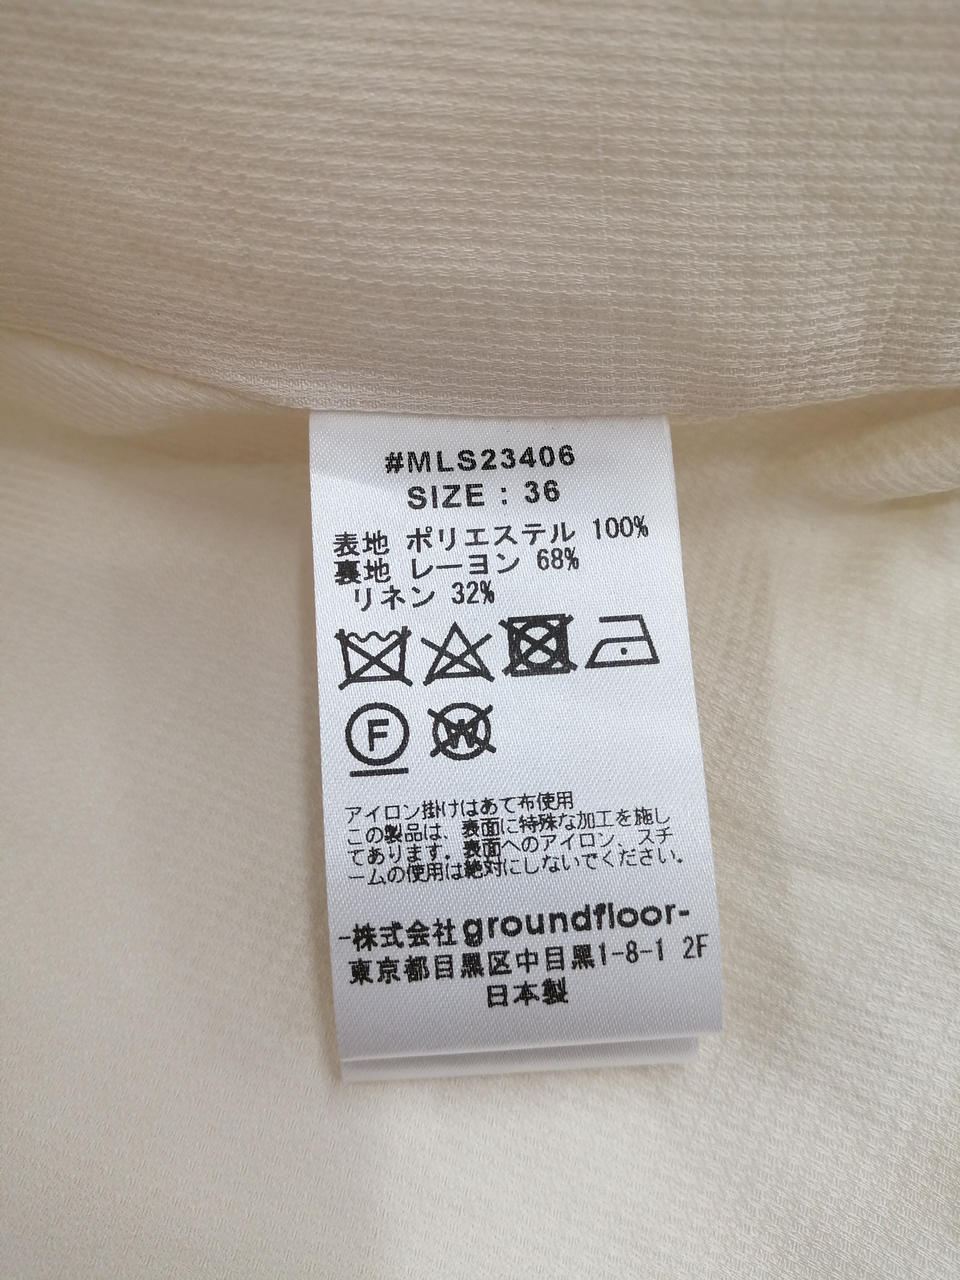 #MLS23406
SIZE : 36
表地 ポリエステル 100%
裏地 レーヨン 68%
リネン 32%
F
W
アイロン掛けはあて布使用
この製品は、表面に特殊な加工を施し
てあります。表面へのアイロン、スチ
ームの使用は絶対にしないでください。
-株式会社groundfloor-
東京都目黒区中目黒1-8-1 2F
日本製